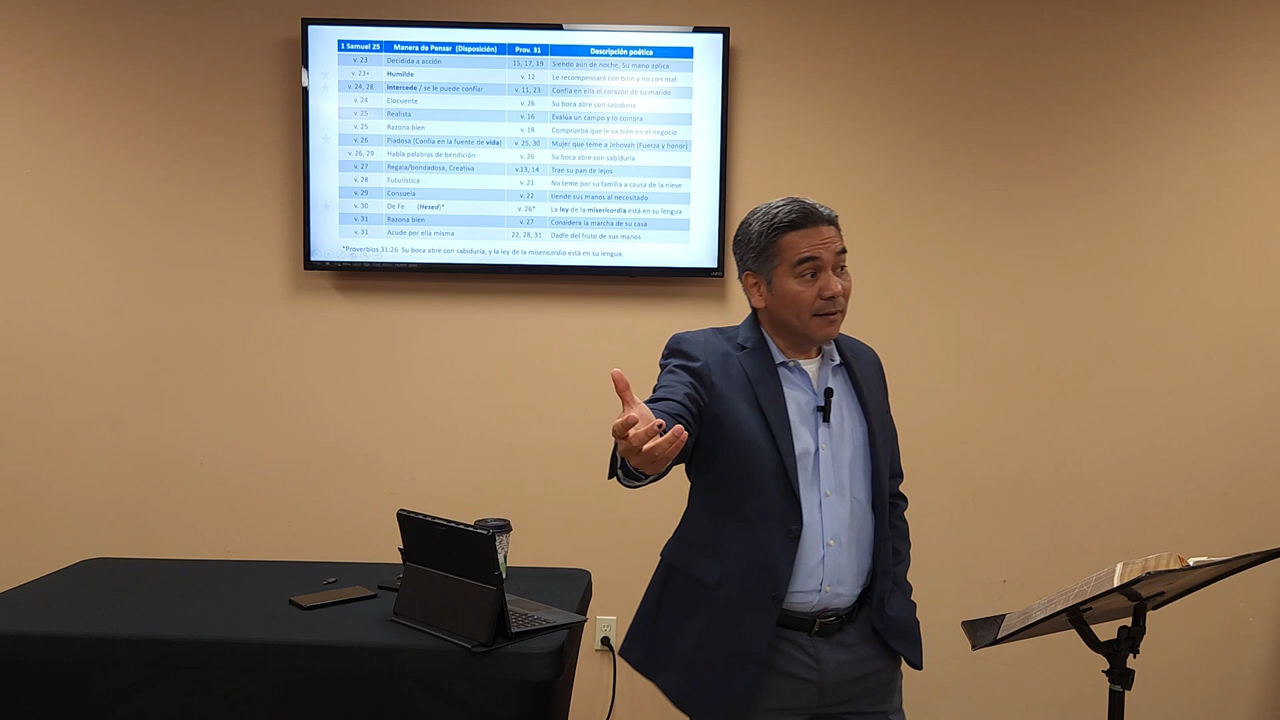 1 Samuel 25 Manera de Pensar (Disposición) Prov. 31 Descripción poética
v. 23 Decidida a acción 15, 17, 19 Siendo aún de noche, Su mano aplica
v. 23+ Humilde v. 12 Le recompensará con bien y no con mal
v. 24, 28 Intercede / se le puede confiar v. 11, 23 Confía en ella el corazón de su marido
v. 24 Elocuente v. 26 Su boca abre con sabiduría
v. 25 Realista v. 16 Evalúa un campo y lo compra
v. 25 Razona bien v. 18 Comprueba que le va bien en el negocio
v. 26 Piadosa (Confía en la fuente de vida) v. 25, 30 Mujer que teme a Jehovah (Fuerza y honor)
v. 26, 29 Habla palabras de bendición v. 26 Su boca abre con sabiduría
v. 27 Regala/bondadosa, Creativa v.13, 14 Trae su pan de lejos
v. 28 Futurística v. 21 No teme por su familia a causa de la nieve
v. 29 Consuela v. 22 tiende sus manos al necesitado
v. 30 De Fe (Hesed)* v. 26* La ley de la misericordia está en su lengua
v. 31 Razona bien v. 27 Considera la marcha de su casa
v. 31 Acude por ella misma 22, 28, 31 Dadle del fruto de sus manos
*Proverbios 31:26 Su boca abre con sabiduría, y la ley de la misericordia está en su lengua.